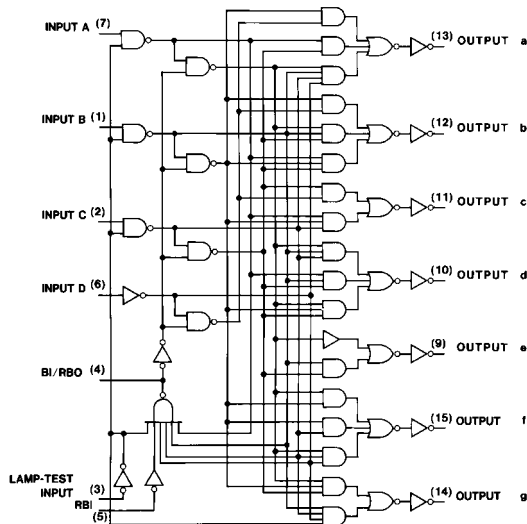 INPUT A (7)
(13) OUTPUT a
INPUT B (1)
(12) OUTPUT b
INPUT C (2)
(11) OUTPUT c
INPUT D (6)
(10) OUTPUT d
(9) OUTPUT e
BI/RBO (4)
(15) OUTPUT f
LAMP-TEST
INPUT
(3)
RBI
(5)
(14) OUTPUT g